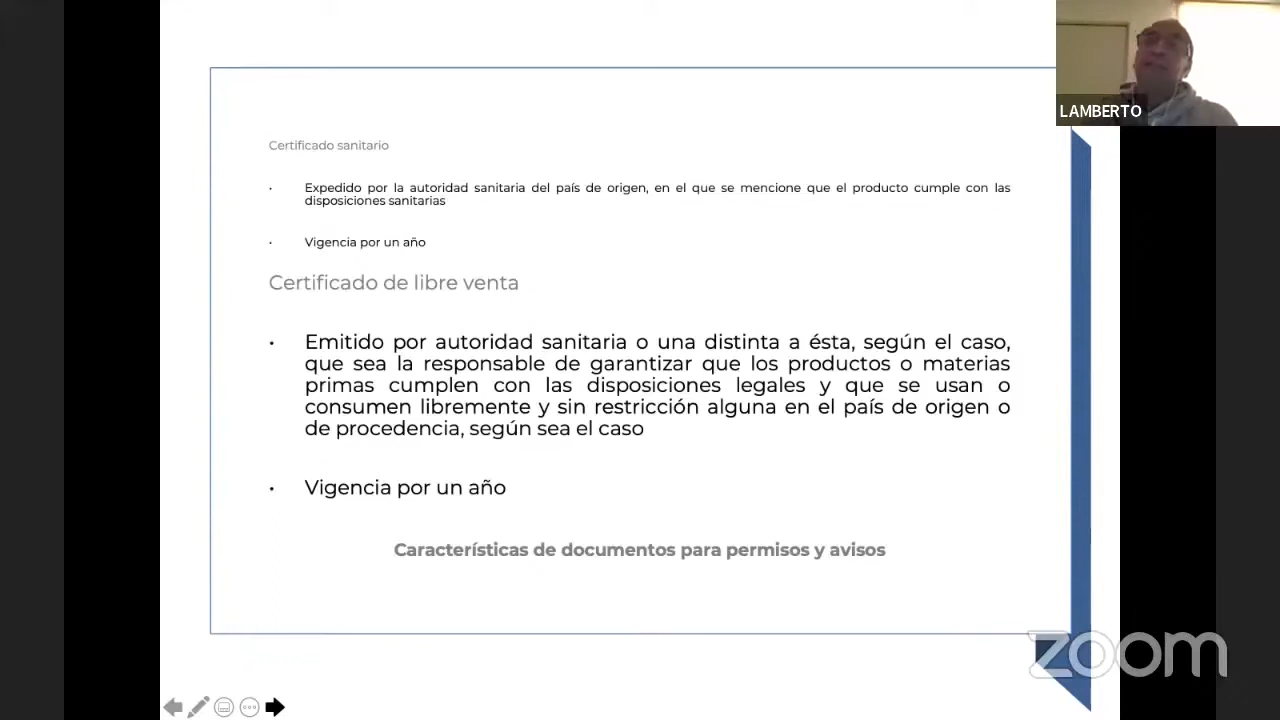 LAMBERTO
Certificado sanitario
• Expedido por la autoridad sanitaria del país de origen, en el que se mencione que el producto cumple con las
disposiciones sanitarias
• Vigencia por un año
Certificado de libre venta
• Emitido por autoridad sanitaria o una distinta a ésta, según el caso,
que sea la responsable de garantizar que los productos o materias
primas cumplen con las disposiciones legales y que se usan o
consumen libremente y sin restricción alguna en el país de origen o
de procedencia, según sea el caso
• Vigencia por un año
Características de documentos para permisos y avisos
zoom